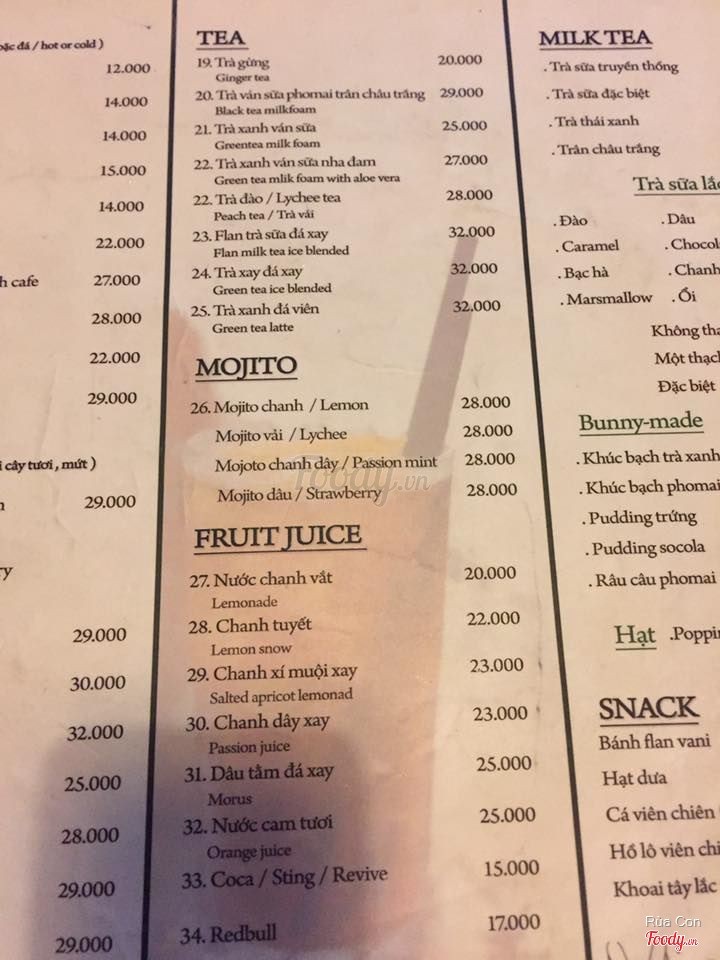 oặc đá / hot or cold )
12.000
14.000
14.000
15.000
14.000
22.000
h cafe 27.000
28.000
22.000
29.000
i cây tươi , mứt )
29.000
ry
29.000
30.000
32.000
25.000
28.000
29.000
29.000
TEA
19. Trà gừng 20.000
Ginger tea
20. Trà ván sữa phomai trân châu trắng 29.000
Black tea milkfoam
21. Trà xanh ván sữa 25.000
Greentea milk foam
22. Trà xanh ván sữa nha đam 27.000
Green tea mlik foam with aloe vera
22. Trà đào / Lychee tea 28.000
Peach tea / Trà vải
23. Flan trà sữa đá xay 32.000
Flan milk tea ice blended
24. Trà xay đá xay 32.000
Green tea ice blended
25. Trà xanh đá viên 32.000
Green tea latte
MOJITO
26. Mojito chanh / Lemon 28.000
Mojito vải / Lychee 28.000
Mojoto chanh dây / Passion mint 28.000
Mojito dâu / Strawberry 28.000
FRUIT JUICE
27. Nước chanh vắt 20.000
Lemonade
28. Chanh tuyết 22.000
Lemon snow
29. Chanh xí muội xay 23.000
Salted apricot lemonad
30. Chanh dây xay 23.000
Passion juice
31. Dâu tằm đá xay 25.000
Morus
32. Nước cam tươi 25.000
Orange juice
33. Coca / Sting / Revive 15.000
34. Redbull 17.000
MILK TEA
. Trà sữa truyền thống
. Trà sữa đặc biệt
. Trà thái xanh
. Trân châu trắng
Trà sữa lắc
. Đào . Dâu
. Caramel . Chocol
. Bạc hà . Chanh
. Marsmallow . Ổi
Không tha
Một thạch
Đặc biệt
Bunny-made
. Khúc bạch trà xanh
. Khúc bạch phomai
. Pudding trứng
. Pudding socola
. Râu câu phomai
Hạt .Poppin
SNACK
Bánh flan vani
Hạt dưa
Cá viên chiên
Hồ lô viên chi
Khoai tây lắc
Foody.vn
Rùa Con
Foody.vn